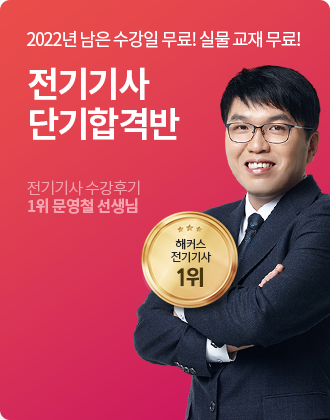 2022년 남은 수강일 무료! 실물 교재 무료!
전기기사
단기합격반
전기기사 수강후기
1위 문영철 선생님
해커스
전기기사
1위